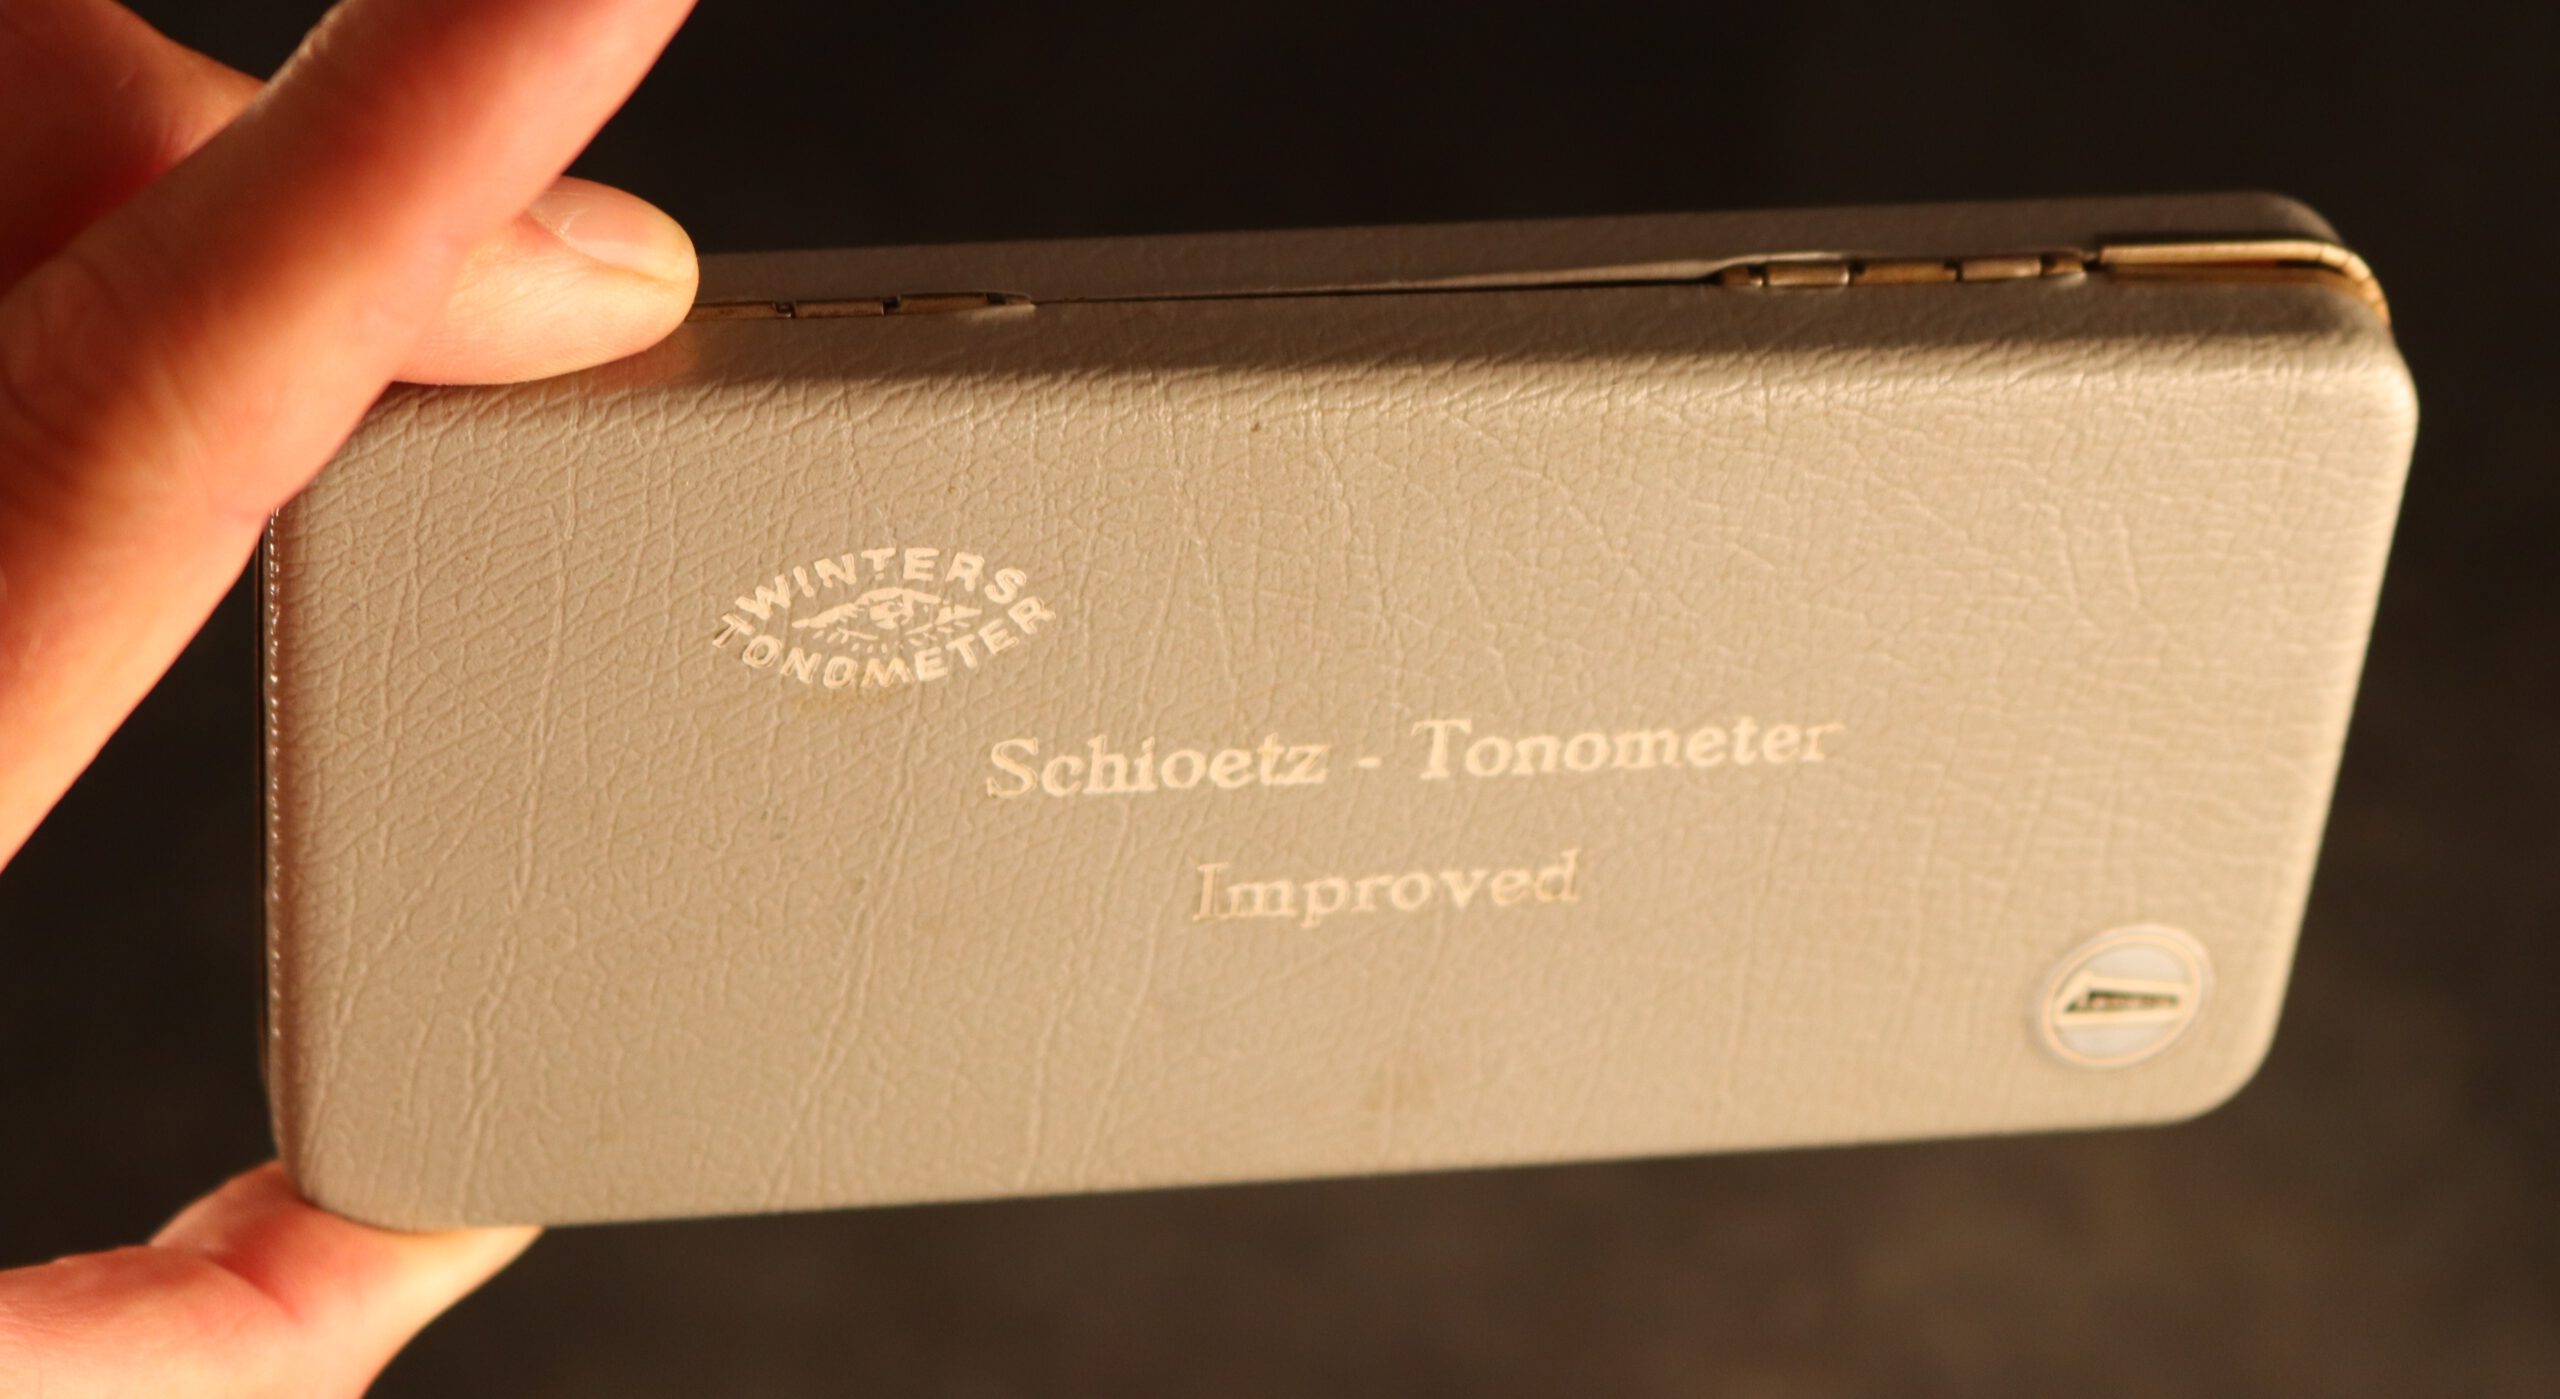 WINTERS
TONOMETER
Schioetz - Tonometer
Improved